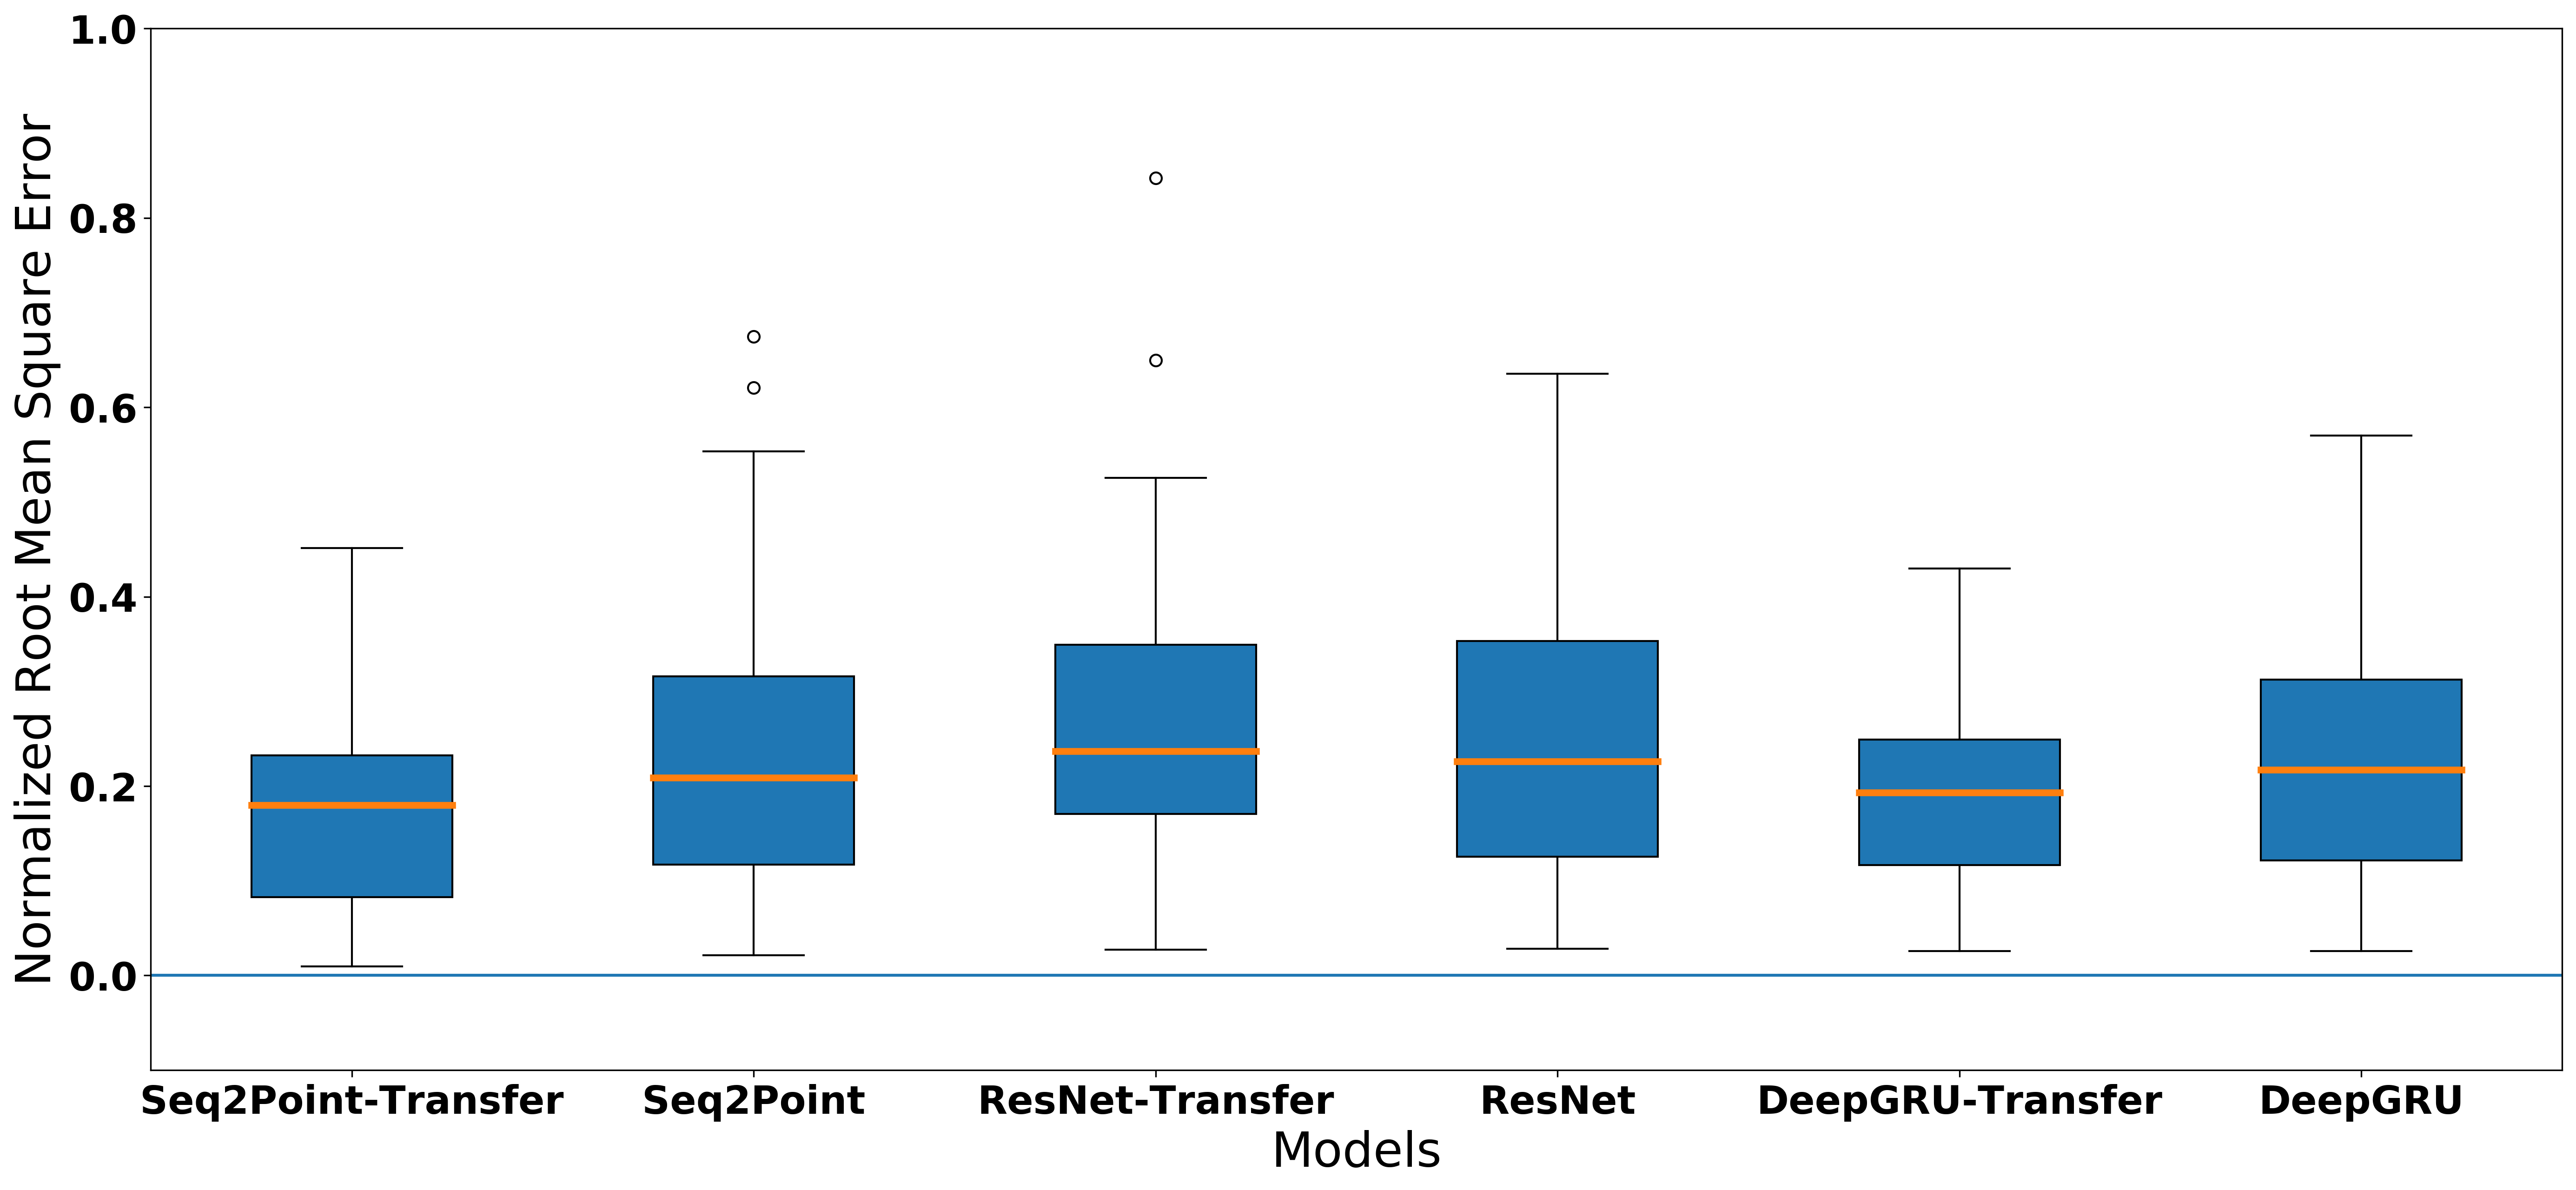 Normalized Root Mean Square Error
1.0
0.8
0.6
0.4
0.2
0.0
Seq2Point-Transfer Seq2Point ResNet-Transfer ResNet DeepGRU-Transfer DeepGRU
Models